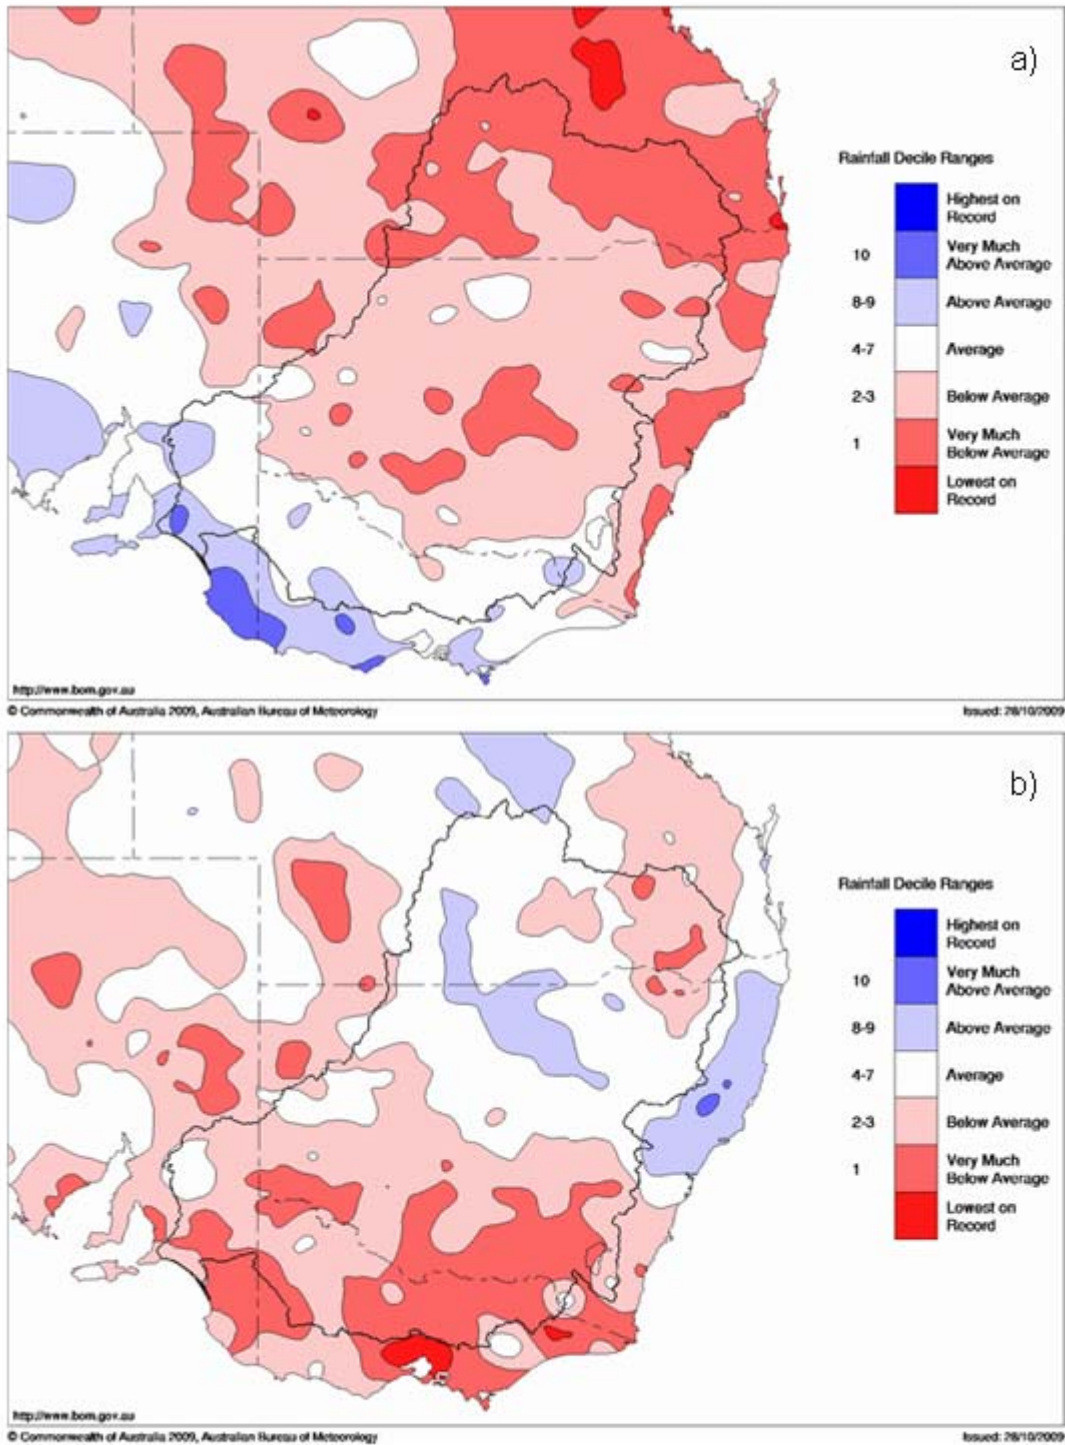 a)
Rainfall Decile Ranges
Highest on
Record
10
Very Much
Above Average
8-9
Above Average
4-7
Average
2-3
Below Average
1
Very Much
Below Average
Lowest on
Record
http://www.bom.gov.au
© Commonwealth of Australia 2009, Australian Bureau of Meteorology
Issued: 28/10/2009
b)
Rainfall Decile Ranges
Highest on
Record
10
Very Much
Above Average
8-9
Above Average
4-7
Average
2-3
Below Average
1
Very Much
Below Average
Lowest on
Record
http://www.bom.gov.au
© Commonwealth of Australia 2009, Australian Bureau of Meteorology
Issued: 28/10/2009